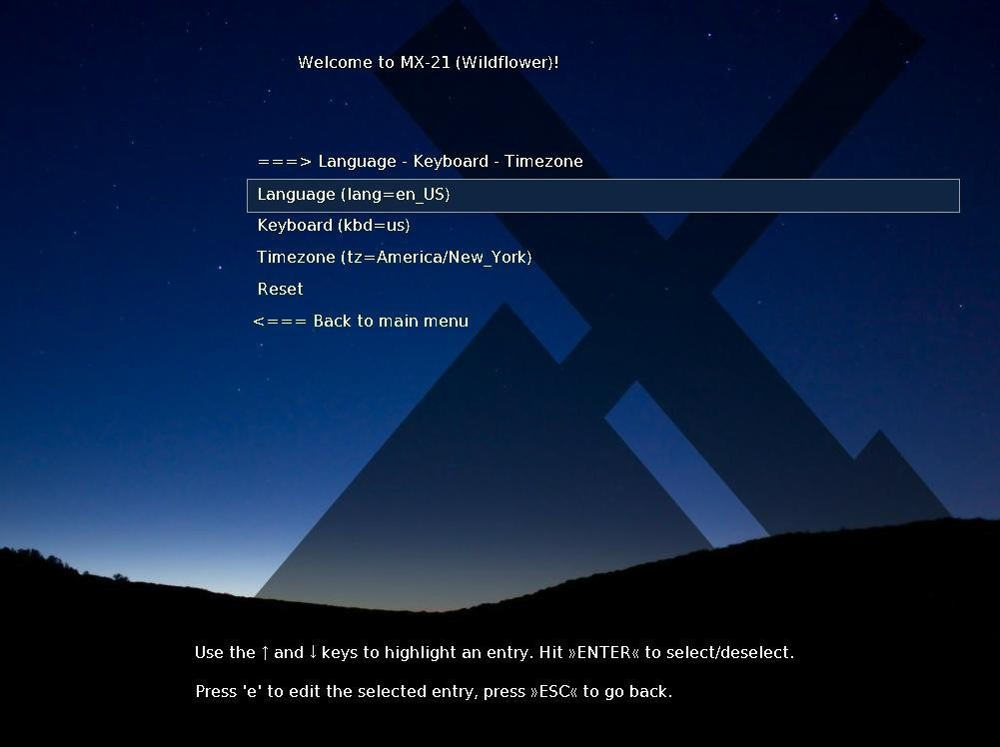 Welcome to MX-21 (Wildflower)!
===> Language - Keyboard - Timezone
Language (lang=en_US)
Keyboard (kbd=us)
Timezone (tz=America/New_York)
Reset
<=== Back to main menu
Use the ↑ and ↓ keys to highlight an entry. Hit »ENTER« to select/deselect.
Press 'e' to edit the selected entry, press »ESC« to go back.